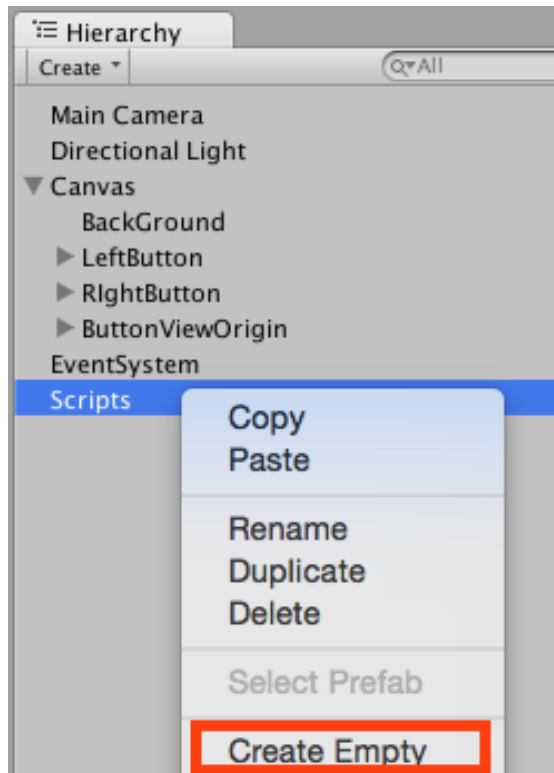 Hierarchy
Create All
Main Camera
Directional Light
Canvas
BackGround
LeftButton
RIghtButton
ButtonViewOrigin
EventSystem
Scripts
Copy
Paste
Rename
Duplicate
Delete
Select Prefab
Create Empty